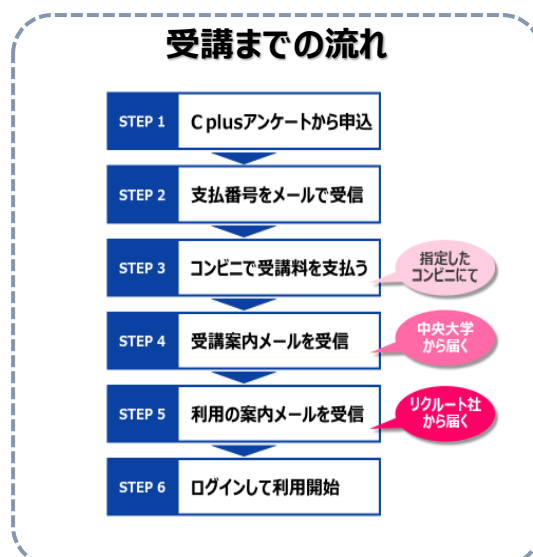 受講までの流れ
STEP 1 C plusアンケートから申込
STEP 2 支払番号をメールで受信
STEP 3 コンビニで受講料を支払う
指定した
コンビニにて
STEP 4 受講案内メールを受信
中央大学
から届く
STEP 5 利用の案内メールを受信
リクルート社
から届く
STEP 6 ログインして利用開始